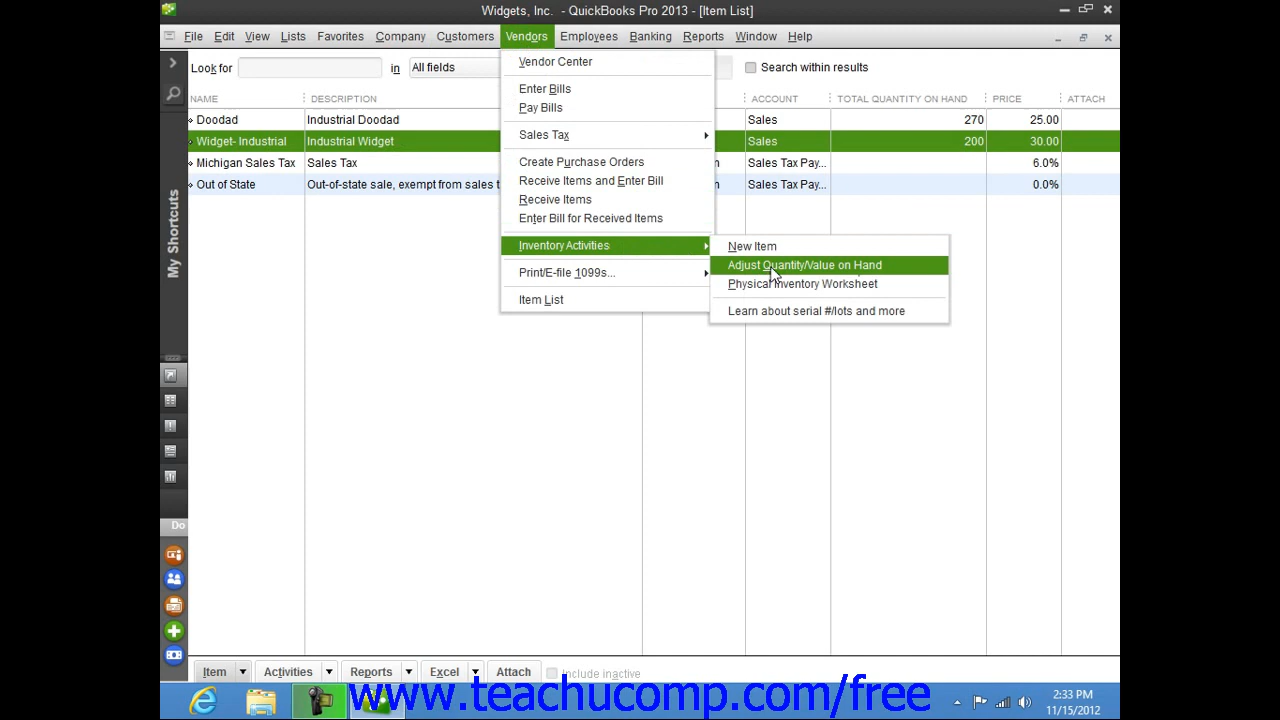 Widgets, Inc. - QuickBooks Pro 2013 - [Item List]
File Edit View Lists Favorites Company Customers Vendors Employees Banking Reports Window Help
Look for in All fields Search within results
NAME DESCRIPTION ACCOUNT TOTAL QUANTITY ON HAND PRICE ATTACH
Doodad Industrial Doodad Sales 270 25.00
Widget- Industrial Industrial Widget Sales 200 30.00
Michigan Sales Tax Sales Tax Sales Tax Pay... 6.0%
Out of State Out-of-state sale, exempt from sales t Sales Tax Pay... 0.0%
Vendor Center
Enter Bills
Pay Bills
Sales Tax
Create Purchase Orders
Receive Items and Enter Bill
Receive Items
Enter Bill for Received Items
Inventory Activities
Print/E-file 1099s...
Item List
New Item
Adjust Quantity/Value on Hand
Physical Inventory Worksheet
Learn about serial #/lots and more
My Shortcuts
Do
Item Activities Reports Excel Attach Include inactive
www.teachucomp.com/free
2:33 PM
11/15/2012